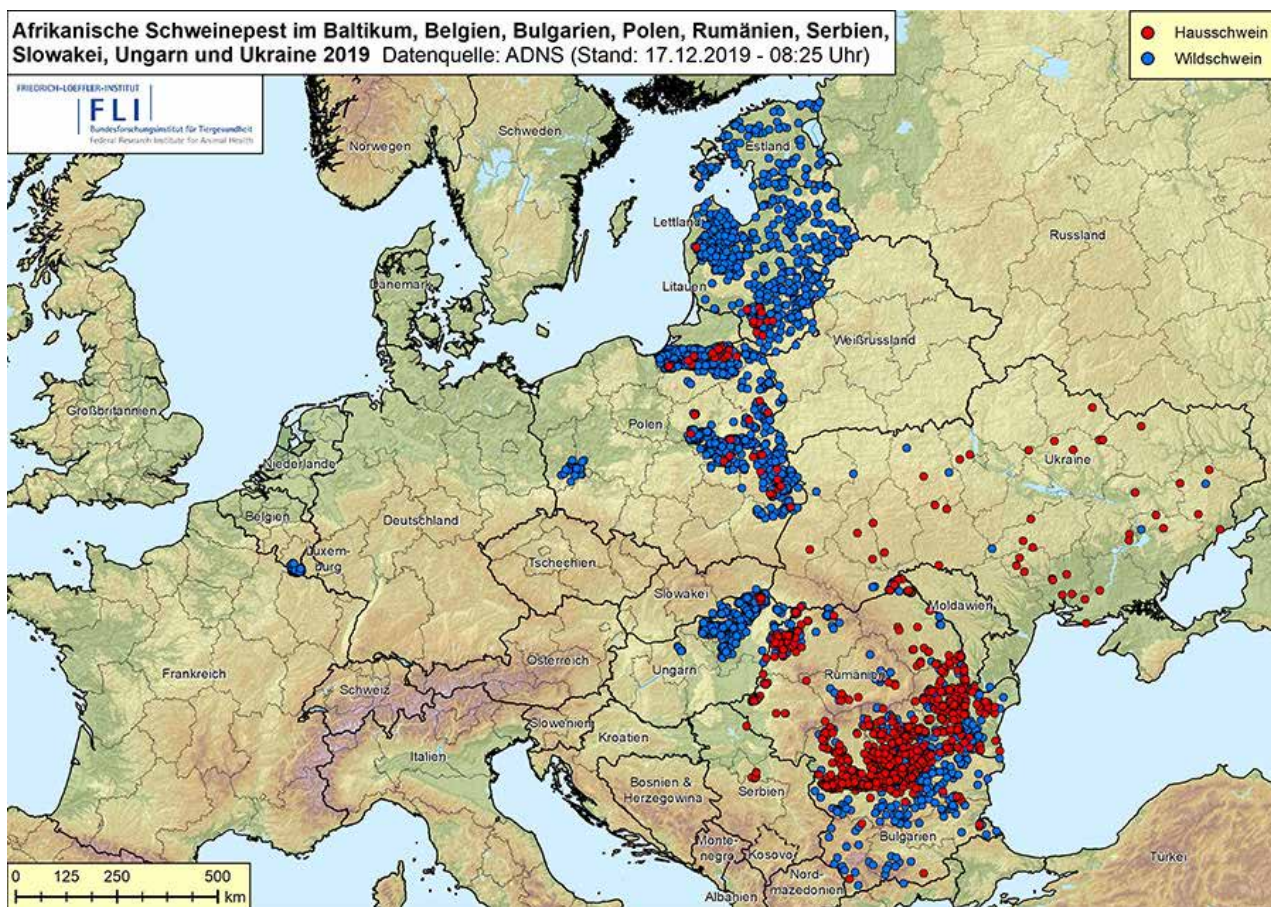 Afrikanische Schweinepest im Baltikum, Belgien, Bulgarien, Polen, Rumänien, Serbien,
Slowakei, Ungarn und Ukraine 2019 Datenquelle: ADNS (Stand: 17.12.2019 - 08:25 Uhr)
Hausschwein
Wildschwein
FRIEDRICH-LOEFFLER-INSTITUT
FLI
Bundesforschungsinstitut für Tiergesundheit
Federal Research Institute for Animal Health
Norwegen
Schweden
Estland
Lettland
Russland
Dänemark
Litauen
Weißrussland
Großbritannien
Polen
Niederlande
Ukraine
Belgien
Deutschland
Luxem-
burg
Tschechien
Slowakei
Moldawien
Frankreich
Österreich
Ungarn
Rumänien
Schweiz
Slowenien
Kroatien
Italien
Bosnien &
Herzegowina
Serbien
Bulgarien
Monte-
negro
Kosovo
Nord-
mazedonien
Albanien
Türkei
0 125 250 500
km